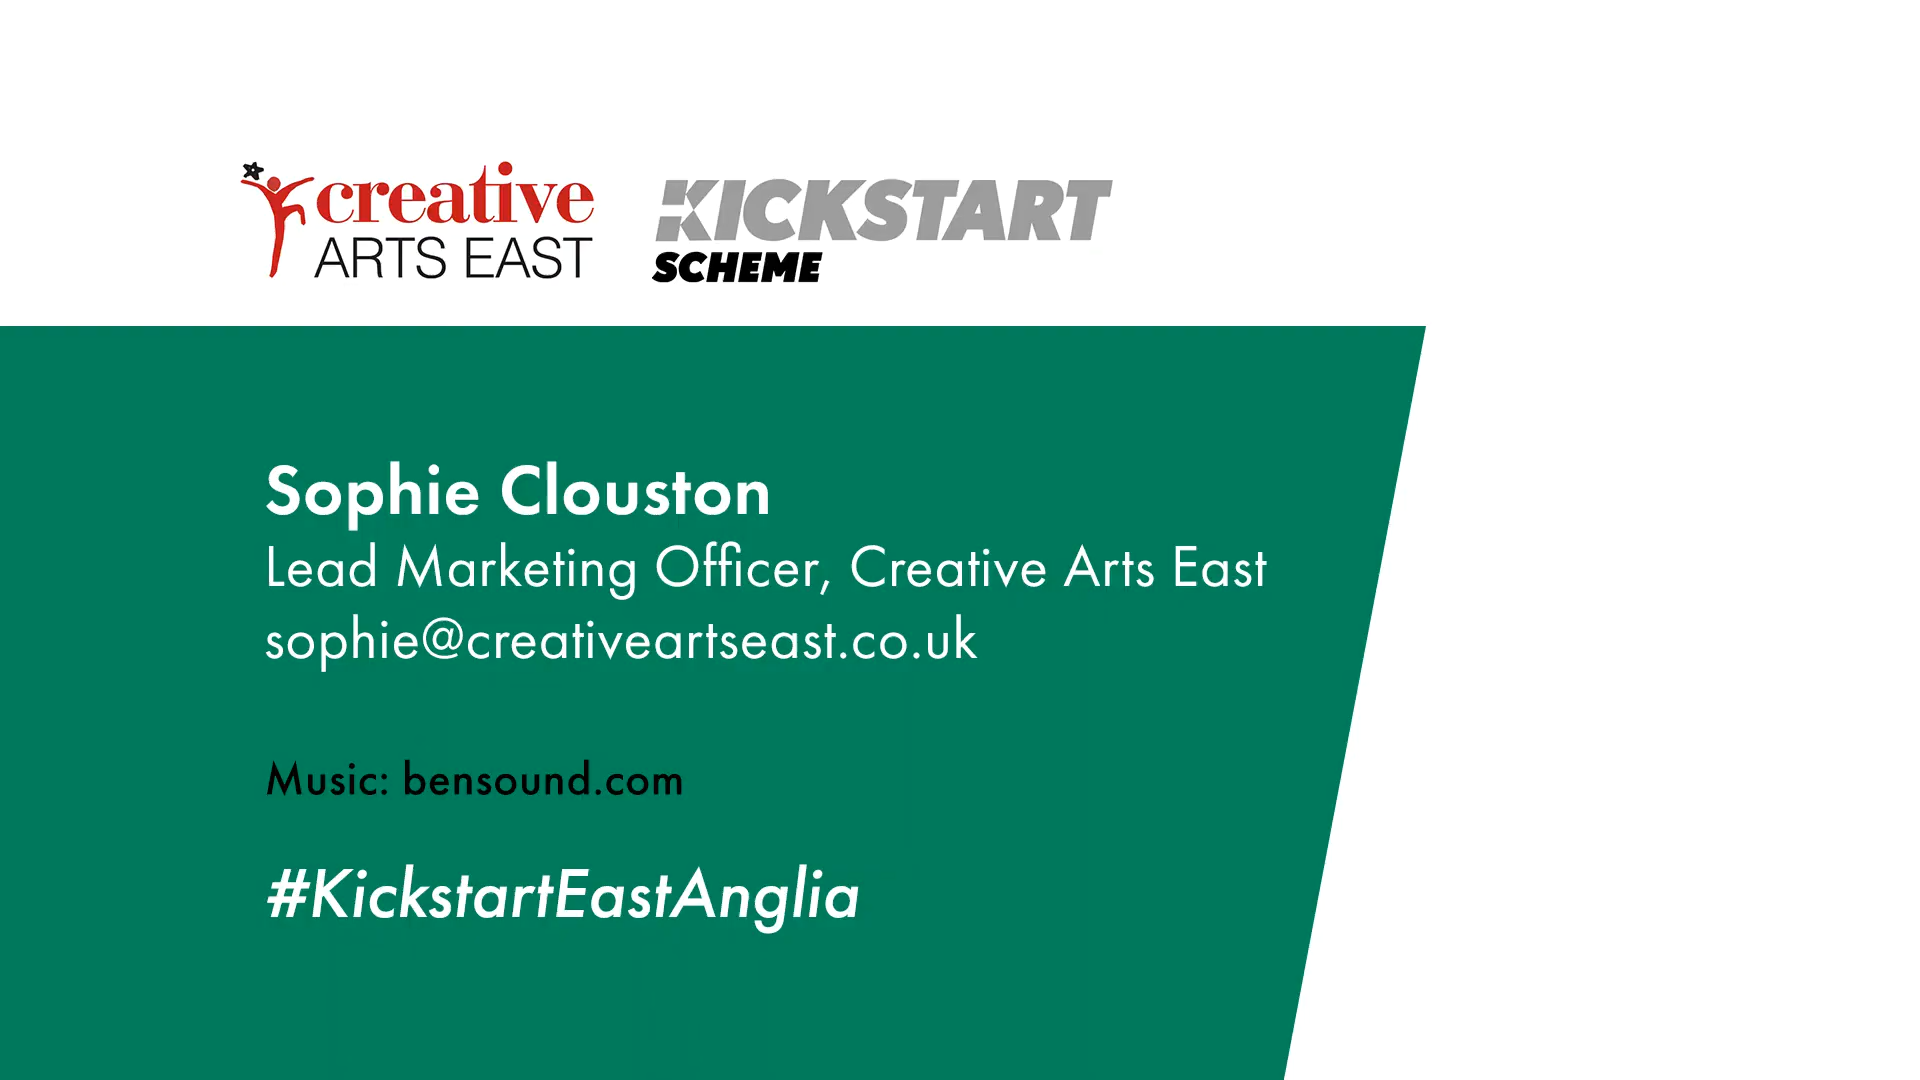 creative
ARTS EAST
KICKSTART
SCHEME
Sophie Clouston
Lead Marketing Officer, Creative Arts East
sophie@creativeartseast.co.uk
Music: bensound.com
#KickstartEastAnglia